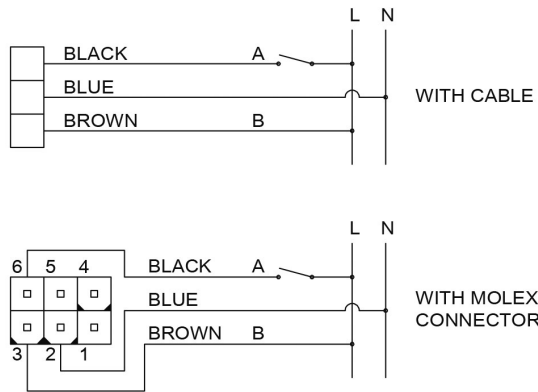 L N
BLACK A
BLUE
BROWN B
WITH CABLE
L N
6 5 4
BLACK A
BLUE
BROWN B
3 2 1
WITH MOLEX
CONNECTOR